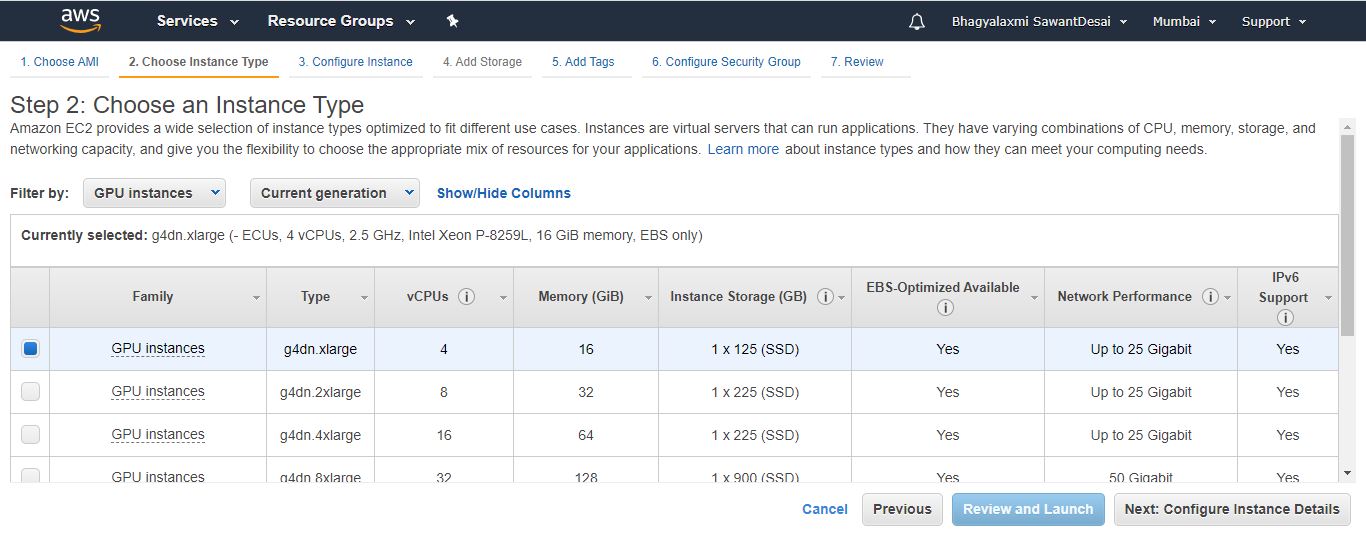 aws Services Resource Groups Bhagyalaxmi SawantDesai Mumbai Support
1. Choose AMI 2. Choose Instance Type 3. Configure Instance 4. Add Storage 5. Add Tags 6. Configure Security Group 7. Review
Step 2: Choose an Instance Type
Amazon EC2 provides a wide selection of instance types optimized to fit different use cases. Instances are virtual servers that can run applications. They have varying combinations of CPU, memory, storage, and
networking capacity, and give you the flexibility to choose the appropriate mix of resources for your applications. Learn more about instance types and how they can meet your computing needs.
Filter by: GPU instances Current generation Show/Hide Columns
Currently selected: g4dn.xlarge (- ECUs, 4 vCPUs, 2.5 GHz, Intel Xeon P-8259L, 16 GiB memory, EBS only)
Family Type vCPUs Memory (GiB) Instance Storage (GB) EBS-Optimized Available Network Performance IPv6 Support
GPU instances g4dn.xlarge 4 16 1 x 125 (SSD) Yes Up to 25 Gigabit Yes
GPU instances g4dn.2xlarge 8 32 1 x 225 (SSD) Yes Up to 25 Gigabit Yes
GPU instances g4dn.4xlarge 16 64 1 x 225 (SSD) Yes Up to 25 Gigabit Yes
GPU instances g4dn.8xlarge 32 128 1 x 900 (SSD) Yes 50 Gigabit Yes
Cancel Previous Review and Launch Next: Configure Instance Details